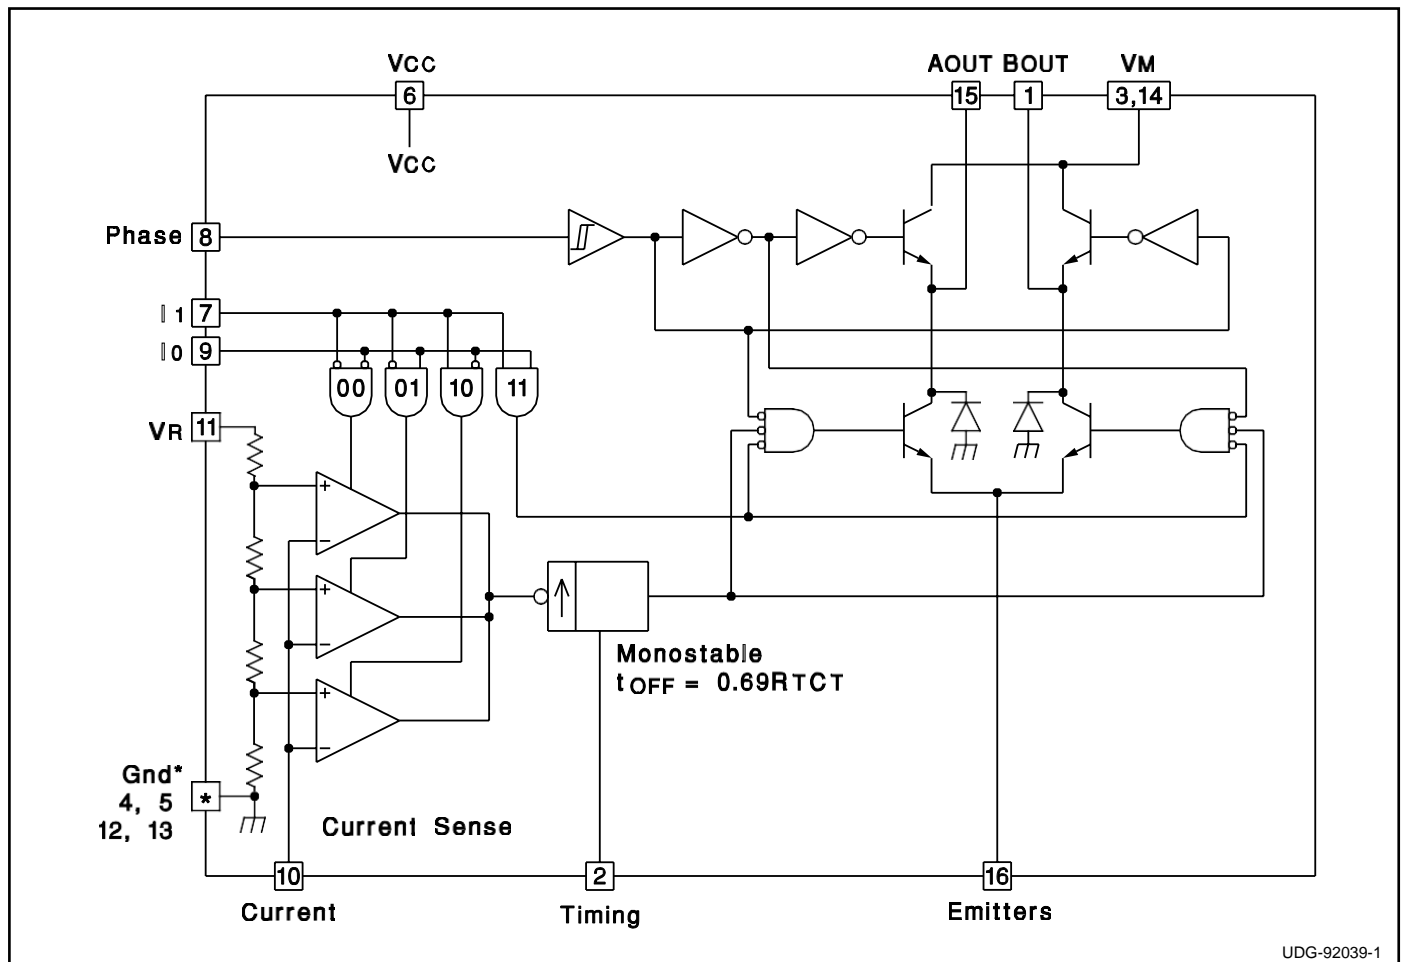 VCC
AOUT BOUT VM
6
15
1
3,14
VCC
Phase 8
I1 7
I0 9
00
01
10
11
VR 11
+
−
+
−
Monostable
tOFF = 0.69RTCT
+
−
Gnd* *
4, 5
12, 13
Current Sense
10
2
16
Current
Timing
Emitters
UDG-92039-1